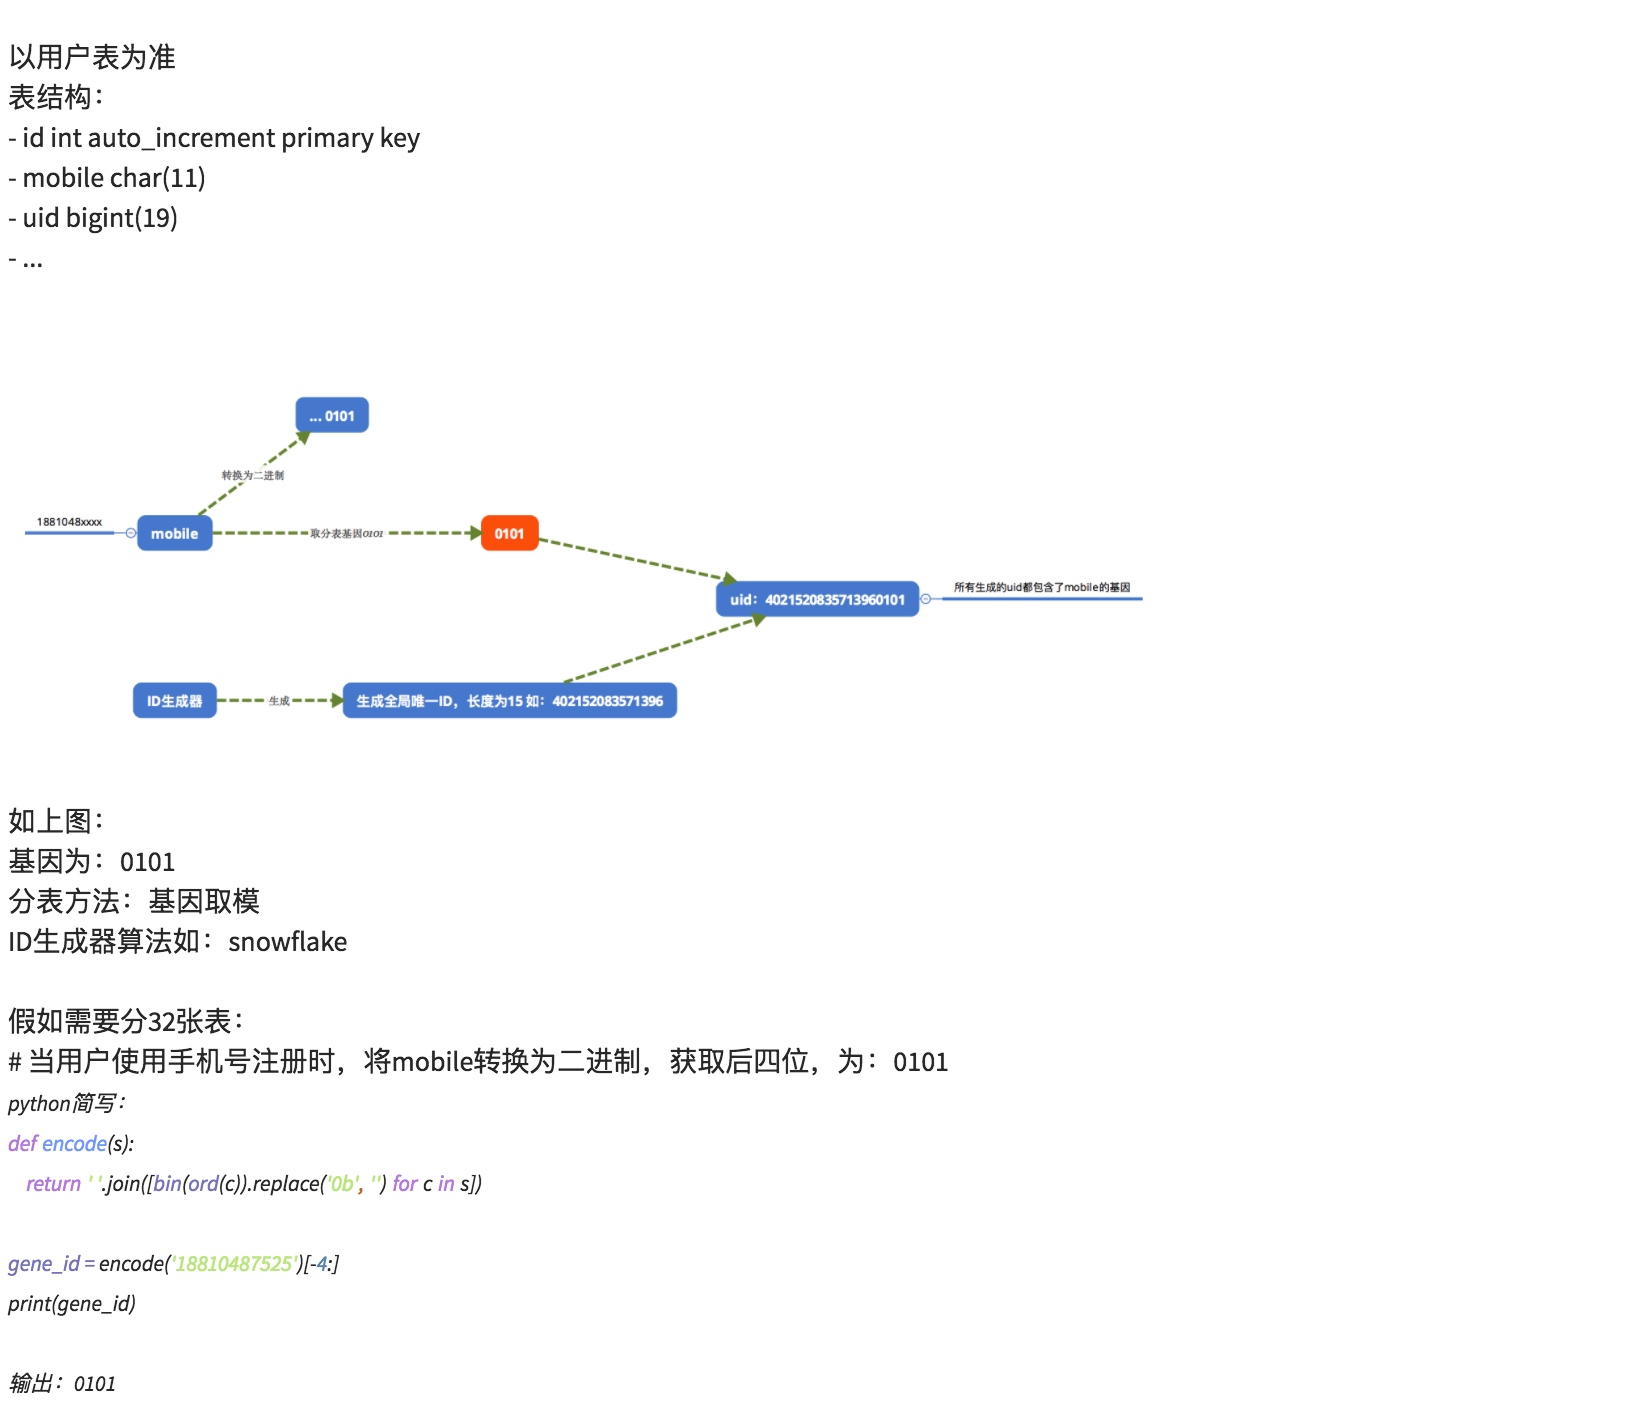 以用户表为准
表结构：
- id int auto_increment primary key
- mobile char(11)
- uid bigint(19)
- ...
... 0101
转换为二进制
1881048xxxx
mobile
取分表基因0101
0101
uid：4021520835713960101
所有生成的uid都包含了mobile的基因
ID生成器
生成
生成全局唯一ID，长度为15 如：402152083571396
如上图：
基因为：0101
分表方法：基因取模
ID生成器算法如：snowflake
假如需要分32张表：
# 当用户使用手机号注册时，将mobile转换为二进制，获取后四位，为：0101
python简写：
def encode(s):
return ' '.join([bin(ord(c)).replace('0b', '') for c in s])
gene_id = encode('18810487525')[-4:]
print(gene_id)
输出：0101